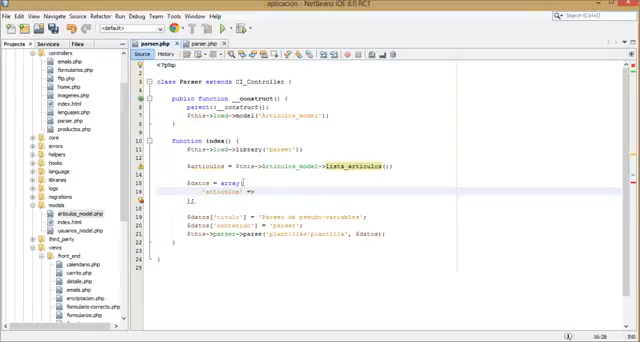 aplicacion - NetBeans IDE 8.0 RC1
File Edit View Navigate Source Refactor Run Debug Team Tools Window Help
Search (Ctrl+I)
<default>
Projects Services Files
parser.php parser.php
Source History
controllers
emails.php
formularios.php
ftp.php
home.php
imagenes.php
index.html
lenguajes.php
parser.php
productos.php
core
errors
helpers
hooks
language
libraries
logs
migrations
models
articulos_model.php
index.html
usuarios_model.php
third_party
views
front_end
calendario.php
carrito.php
detalle.php
emails.php
encriptacion.php
formulario-correcto.php
formularios.php
<?php
class Parser extends CI_Controller {
public function __construct() {
parent::__construct();
$this->load->model('Articulos_model');
}
function index() {
$this->load->library('parser');
$articulos = $this->Articulos_model->lista_articulos();
$datos = array(
'articulos' =>
);
$datos['titulo'] = 'Parseo de pseudo-variables';
$datos['contenido'] = 'parser';
$this->parser->parse('plantillas/plantilla', $datos);
}
}
16:28 INS